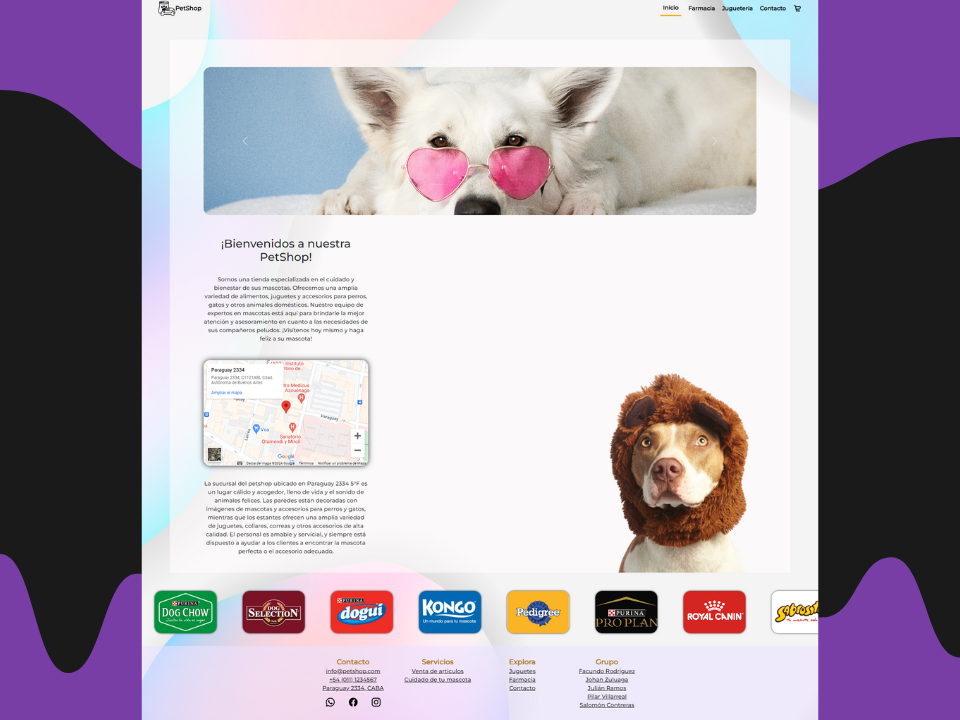 PetShop
Inicio Farmacia Jugueteria Contacto
¡Bienvenidos a nuestra
PetShop!
Somos una tienda especializada en el cuidado y
bienestar de sus mascotas. Ofrecemos una amplia
variedad de alimentos, juguetes y accesorios para perros,
gatos y otros animales domésticos. Nuestro equipo de
expertos en mascotas está aquí para brindarle la mejor
atención y asesoramiento en cuanto a las necesidades de
sus compañeros peludos. ¡Visítenos hoy mismo y haga
feliz a su mascota!
Paraguay 2334
Paraguay 2334, C1121ABL Cdad.
Autónoma de Buenos Aires
Ampliar el mapa
Paraguay
Sanatorio
Otamendi y Miroli
Google
Términos
La sucursal del petshop ubicado en Paraguay 2334 5°F es
un lugar cálido y acogedor, lleno de vida y el sonido de
animales felices. Las paredes están decoradas con
imágenes de mascotas y accesorios para perros y gatos,
mientras que los estantes ofrecen una amplia variedad
de juguetes, collares, correas y otros accesorios de alta
calidad. El personal es amable y servicial, y siempre está
dispuesto a ayudar a los clientes a encontrar la mascota
perfecta o el accesorio adecuado.
PURINA
DOG CHOW
DOG
SELECTION
PURINA
dogui
KONGO
Un mundo para tu mascota
Pedigree
PURINA
PRO PLAN
ROYAL CANIN
Contacto
info@petshop.com
+54 (011) 1234567
Paraguay 2334, CABA
Servicios
Venta de articulos
Cuidado de tu mascota
Explora
Juguetes
Farmacia
Contacto
Grupo
Facundo Rodriguez
Johan Zuluaga
Julián Ramos
Pilar Villarreal
Salomón Contreras